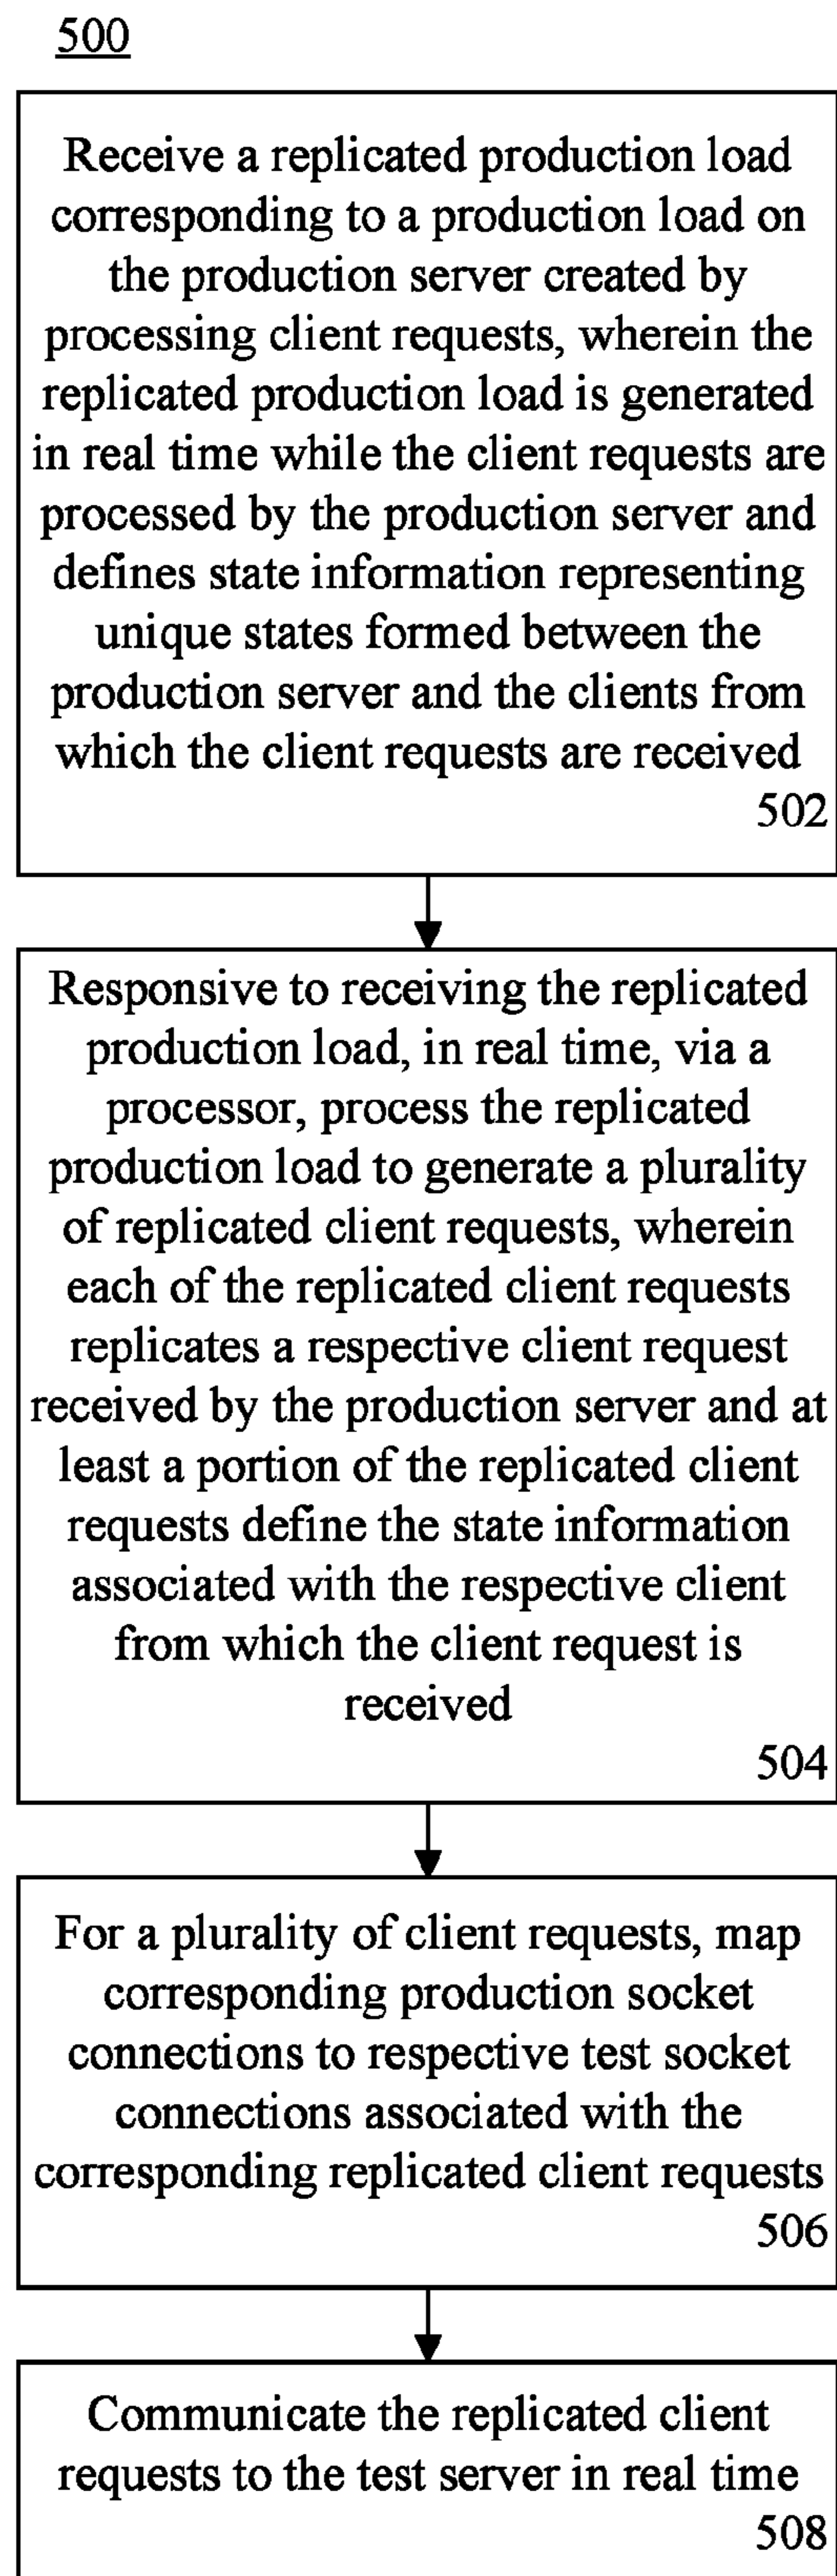 500
Receive a replicated production load
corresponding to a production load on
the production server created by
processing client requests, wherein the
replicated production load is generated
in real time while the client requests are
processed by the production server and
defines state information representing
unique states formed between the
production server and the clients from
which the client requests are received
502
Responsive to receiving the replicated
production load, in real time, via a
processor, process the replicated
production load to generate a plurality
of replicated client requests, wherein
each of the replicated client requests
replicates a respective client request
received by the production server and at
least a portion of the replicated client
requests define the state information
associated with the respective client
from which the client request is
received
504
For a plurality of client requests, map
corresponding production socket
connections to respective test socket
connections associated with the
corresponding replicated client requests
506
Communicate the replicated client
requests to the test server in real time
508